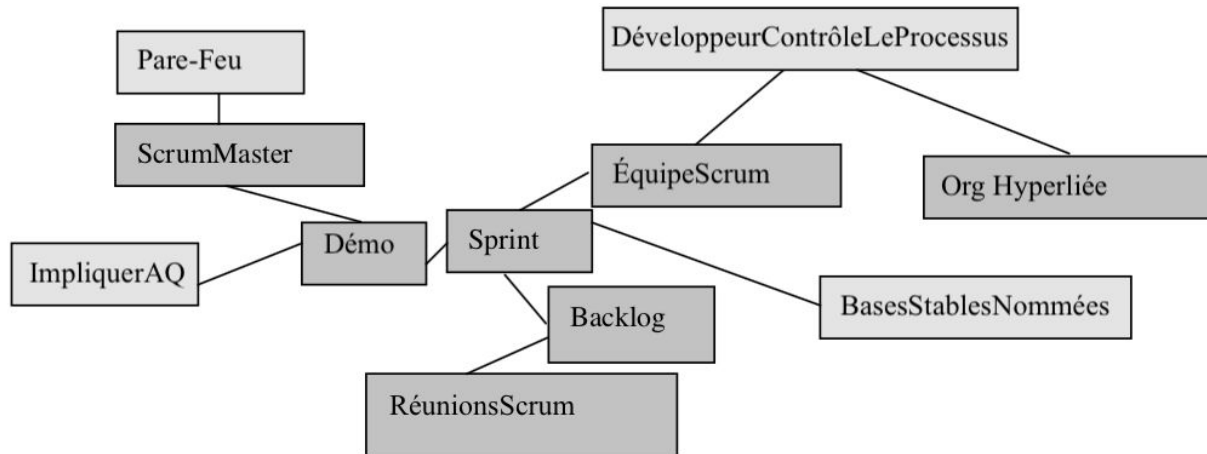 DéveloppeurContrôleLeProcessus
Pare-Feu
ScrumMaster
ÉquipeScrum
Org Hyperliée
Démo
Sprint
ImpliquerAQ
BasesStablesNommées
Backlog
RéunionsScrum